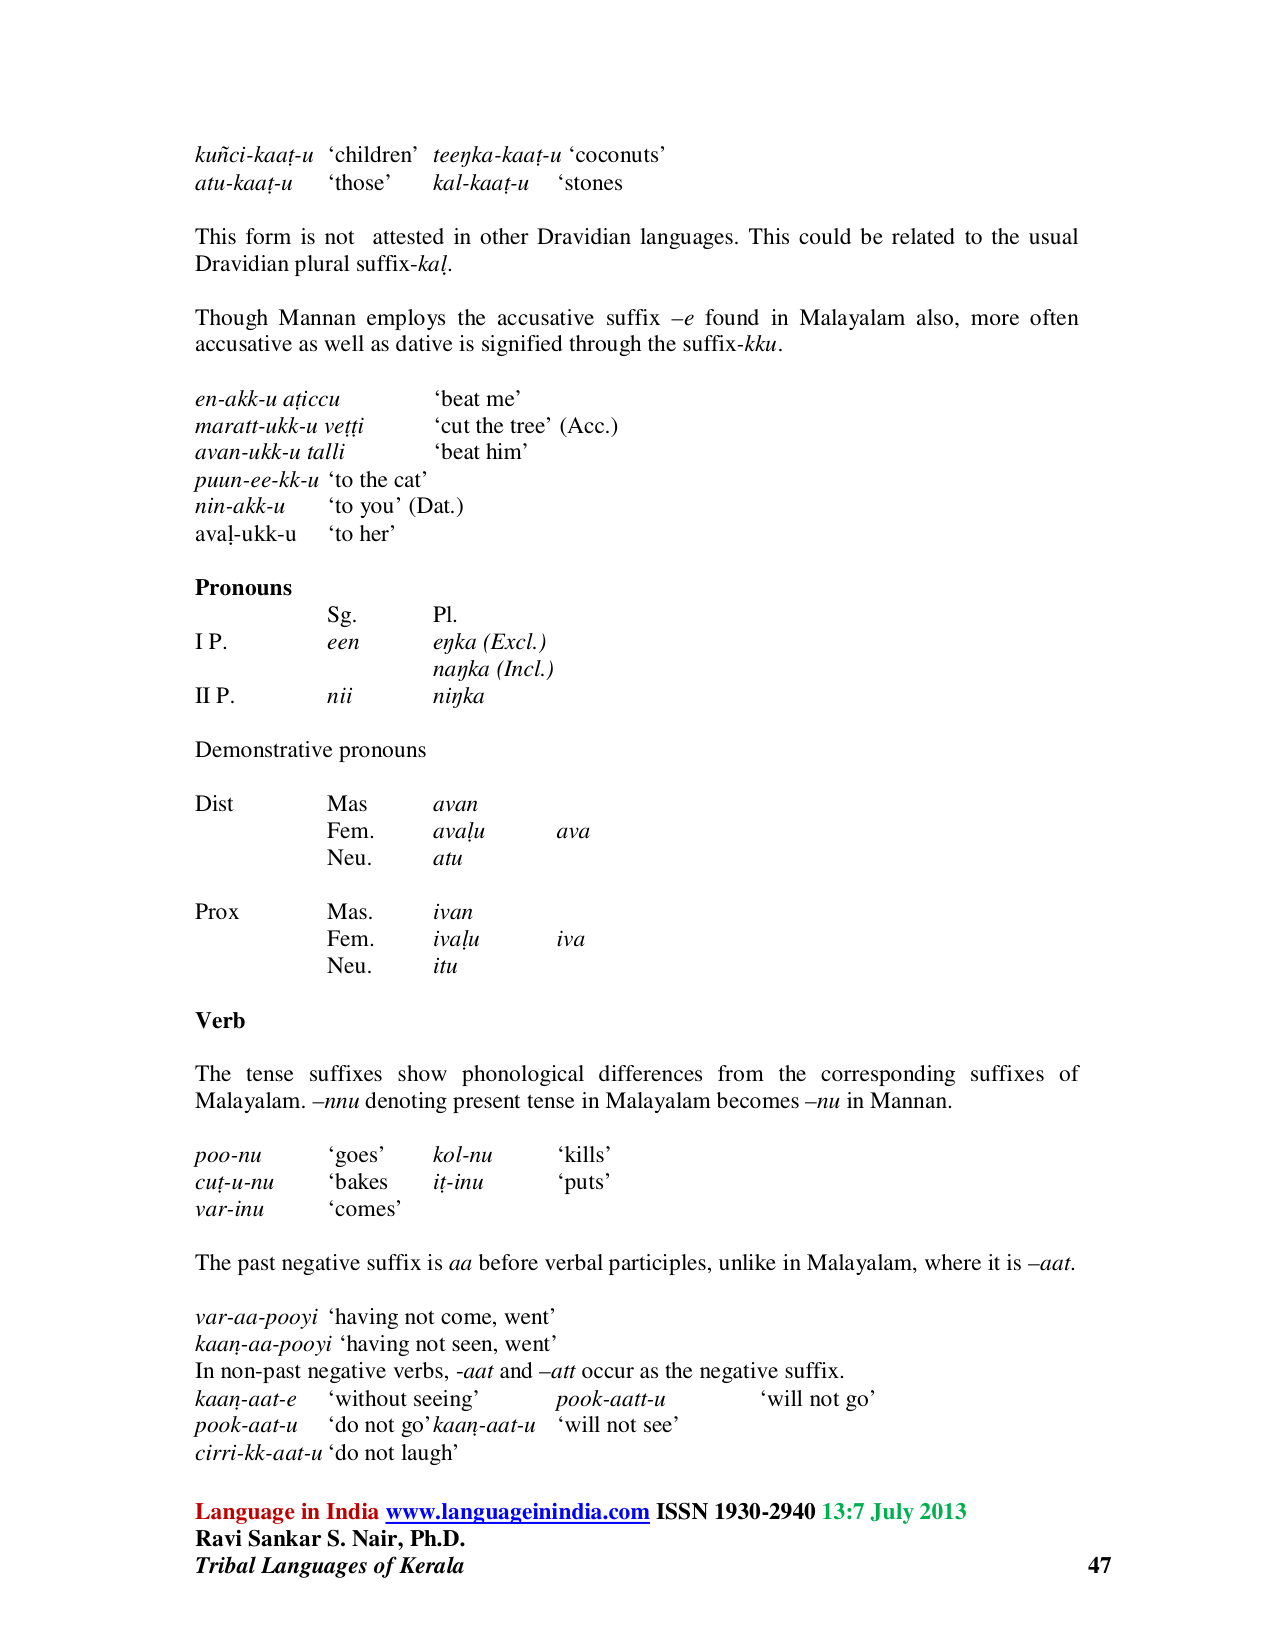 kuñci-kaaṭ-u ‘children’ teeŋka-kaaṭ-u ‘coconuts’
atu-kaaṭ-u ‘those’ kal-kaaṭ-u ‘stones
This form is not attested in other Dravidian languages. This could be related to the usual
Dravidian plural suffix-kaḷ.
Though Mannan employs the accusative suffix –e found in Malayalam also, more often
accusative as well as dative is signified through the suffix-kku.
en-akk-u aṭiccu ‘beat me’
maratt-ukk-u veṭṭi ‘cut the tree’ (Acc.)
avan-ukk-u talli ‘beat him’
puun-ee-kk-u ‘to the cat’
nin-akk-u ‘to you’ (Dat.)
avaḷ-ukk-u ‘to her’
Pronouns
Sg. Pl.
I P. een eŋka (Excl.)
naŋka (Incl.)
II P. nii niŋka
Demonstrative pronouns
Dist Mas avan
Fem. avaḷu ava
Neu. atu
Prox Mas. ivan
Fem. ivaḷu iva
Neu. itu
Verb
The tense suffixes show phonological differences from the corresponding suffixes of
Malayalam. –nnu denoting present tense in Malayalam becomes –nu in Mannan.
poo-nu ‘goes’ kol-nu ‘kills’
cuṭ-u-nu ‘bakes iṭ-inu ‘puts’
var-inu ‘comes’
The past negative suffix is aa before verbal participles, unlike in Malayalam, where it is –aat.
var-aa-pooyi ‘having not come, went’
kaaṇ-aa-pooyi ‘having not seen, went’
In non-past negative verbs, -aat and –att occur as the negative suffix.
kaaṇ-aat-e ‘without seeing’ pook-aatt-u ‘will not go’
pook-aat-u ‘do not go’ kaaṇ-aat-u ‘will not see’
cirri-kk-aat-u ‘do not laugh’
Language in India www.languageinindia.com ISSN 1930-2940 13:7 July 2013
Ravi Sankar S. Nair, Ph.D.
Tribal Languages of Kerala 47